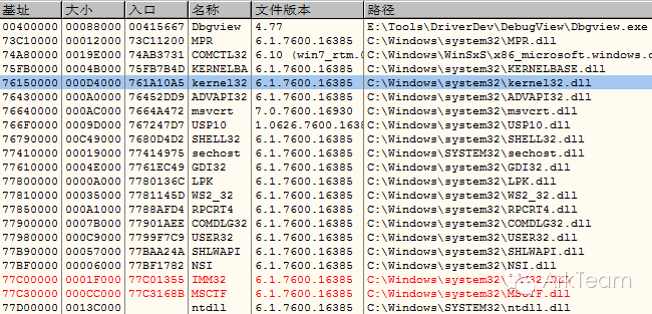 基址 大小 入口 名称 文件版本 路径
00400000 00088000 00415667 Dbgview 4.77 E:\Tools\DriverDev\DebugView\Dbgview.exe
73C10000 00012000 73C11200 MPR 6.1.7600.16385 C:\Windows\system32\MPR.dll
74A80000 0019E000 74AB3731 COMCTL32 6.10 (win7_rtm.0 C:\Windows\WinSxS\x86_microsoft.windows.c
75FB0000 0004A000 75FB7B4D KERNELBA 6.1.7600.16385 C:\Windows\system32\KERNELBASE.dll
76150000 000D4000 761A10A5 kernel32 6.1.7600.16385 C:\Windows\system32\kernel32.dll
76430000 000A0000 76452DD9 ADVAPI32 6.1.7600.16385 C:\Windows\system32\ADVAPI32.dll
76640000 000AC000 7664A472 msvcrt 7.0.7600.16930 C:\Windows\system32\msvcrt.dll
766F0000 0009D000 767247D7 USP10 1.0626.7600.1638 C:\Windows\system32\USP10.dll
76790000 00C49000 7680D4D2 SHELL32 6.1.7600.16385 C:\Windows\system32\SHELL32.dll
77410000 00019000 77414975 sechost 6.1.7600.16385 C:\Windows\SYSTEM32\sechost.dll
77610000 0004E000 7761EC49 GDI32 6.1.7600.16385 C:\Windows\system32\GDI32.dll
77800000 0000A000 7780136C LPK 6.1.7600.16385 C:\Windows\system32\LPK.dll
77810000 00035000 7781145D WS2_32 6.1.7600.16385 C:\Windows\system32\WS2_32.dll
77850000 000A1000 7788AFD4 RPCRT4 6.1.7600.16385 C:\Windows\system32\RPCRT4.dll
77900000 0007B000 77901AEE COMDLG32 6.1.7600.16385 C:\Windows\system32\COMDLG32.dll
77980000 000C9000 7799F7C9 USER32 6.1.7600.16385 C:\Windows\system32\USER32.dll
77B90000 00057000 77BAA24A SHLWAPI 6.1.7600.16385 C:\Windows\system32\SHLWAPI.dll
77BF0000 00006000 77BF1782 NSI 6.1.7600.16385 C:\Windows\system32\NSI.dll
77C00000 0001F000 77C01355 IMM32 6.1.7600.16385 C:\Windows\system32\IMM32.dll
77C30000 000CC000 77C3168B MSCTF 6.1.7600.16385 C:\Windows\system32\MSCTF.dll
77D00000 0013C000 ntdll 6.1.7600.16385 C:\Windows\SYSTEM32\ntdll.dll
ArkTeam